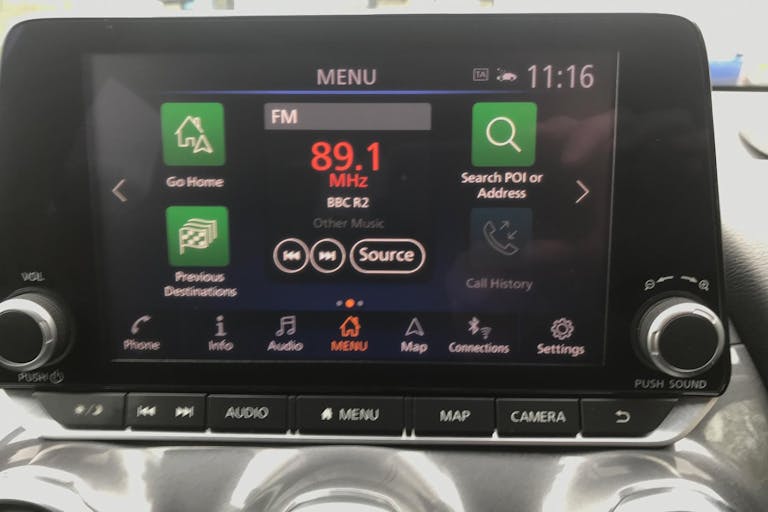 MENU
TA
11:16
FM
89.1
MHz
BBC R2
Other Music
Source
Go Home
Previous
Destinations
Search POI or
Address
Call History
Phone
Info
Audio
MENU
Map
Connections
Settings
VOL
PUSH
PUSH SOUND
AUDIO
MENU
MAP
CAMERA